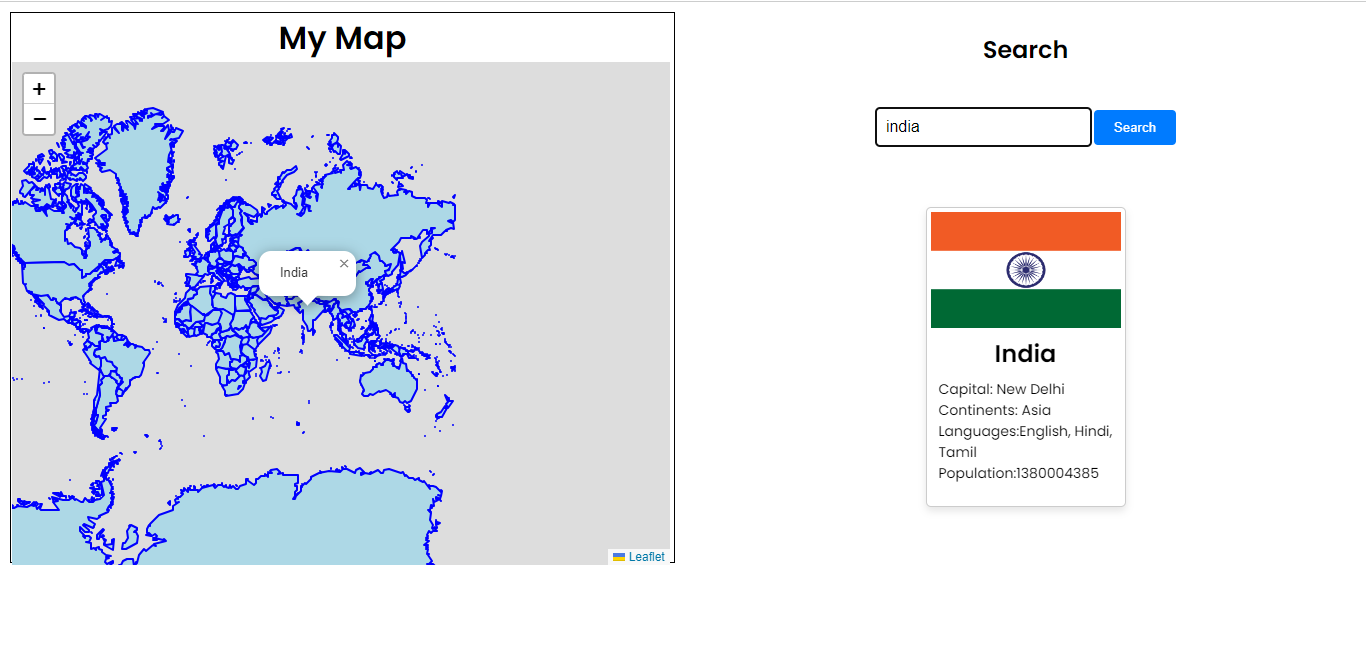 My Map
+
−
India ×
Leaflet
Search
india
Search
India
Capital: New Delhi
Continents: Asia
Languages:English, Hindi,
Tamil
Population:1380004385